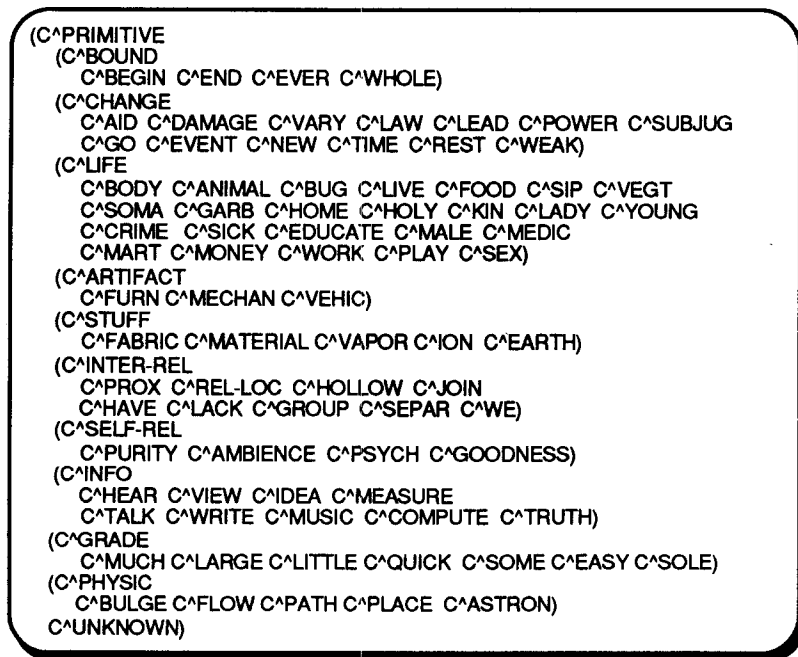 (C^PRIMITIVE
(C^BOUND
C^BEGIN C^END C^EVER C^WHOLE)
(C^CHANGE
C^AID C^DAMAGE C^VARY C^LAW C^LEAD C^POWER C^SUBJUG
C^GO C^EVENT C^NEW C^TIME C^REST C^WEAK)
(C^LIFE
C^BODY C^ANIMAL C^BUG C^LIVE C^FOOD C^SIP C^VEGT
C^SOMA C^GARB C^HOME C^HOLY C^KIN C^LADY C^YOUNG
C^CRIME C^SICK C^EDUCATE C^MALE C^MEDIC
C^MART C^MONEY C^WORK C^PLAY C^SEX)
(C^ARTIFACT
C^FURN C^MECHAN C^VEHIC)
(C^STUFF
C^FABRIC C^MATERIAL C^VAPOR C^ION C^EARTH)
(C^INTER-REL
C^PROX C^REL-LOC C^HOLLOW C^JOIN
C^HAVE C^LACK C^GROUP C^SEPAR C^WE)
(C^SELF-REL
C^PURITY C^AMBIENCE C^PSYCH C^GOODNESS)
(C^INFO
C^HEAR C^VIEW C^IDEA C^MEASURE
C^TALK C^WRITE C^MUSIC C^COMPUTE C^TRUTH)
(C^GRADE
C^MUCH C^LARGE C^LITTLE C^QUICK C^SOME C^EASY C^SOLE)
(C^PHYSIC
C^BULGE C^FLOW C^PATH C^PLACE C^ASTRON)
C^UNKNOWN)